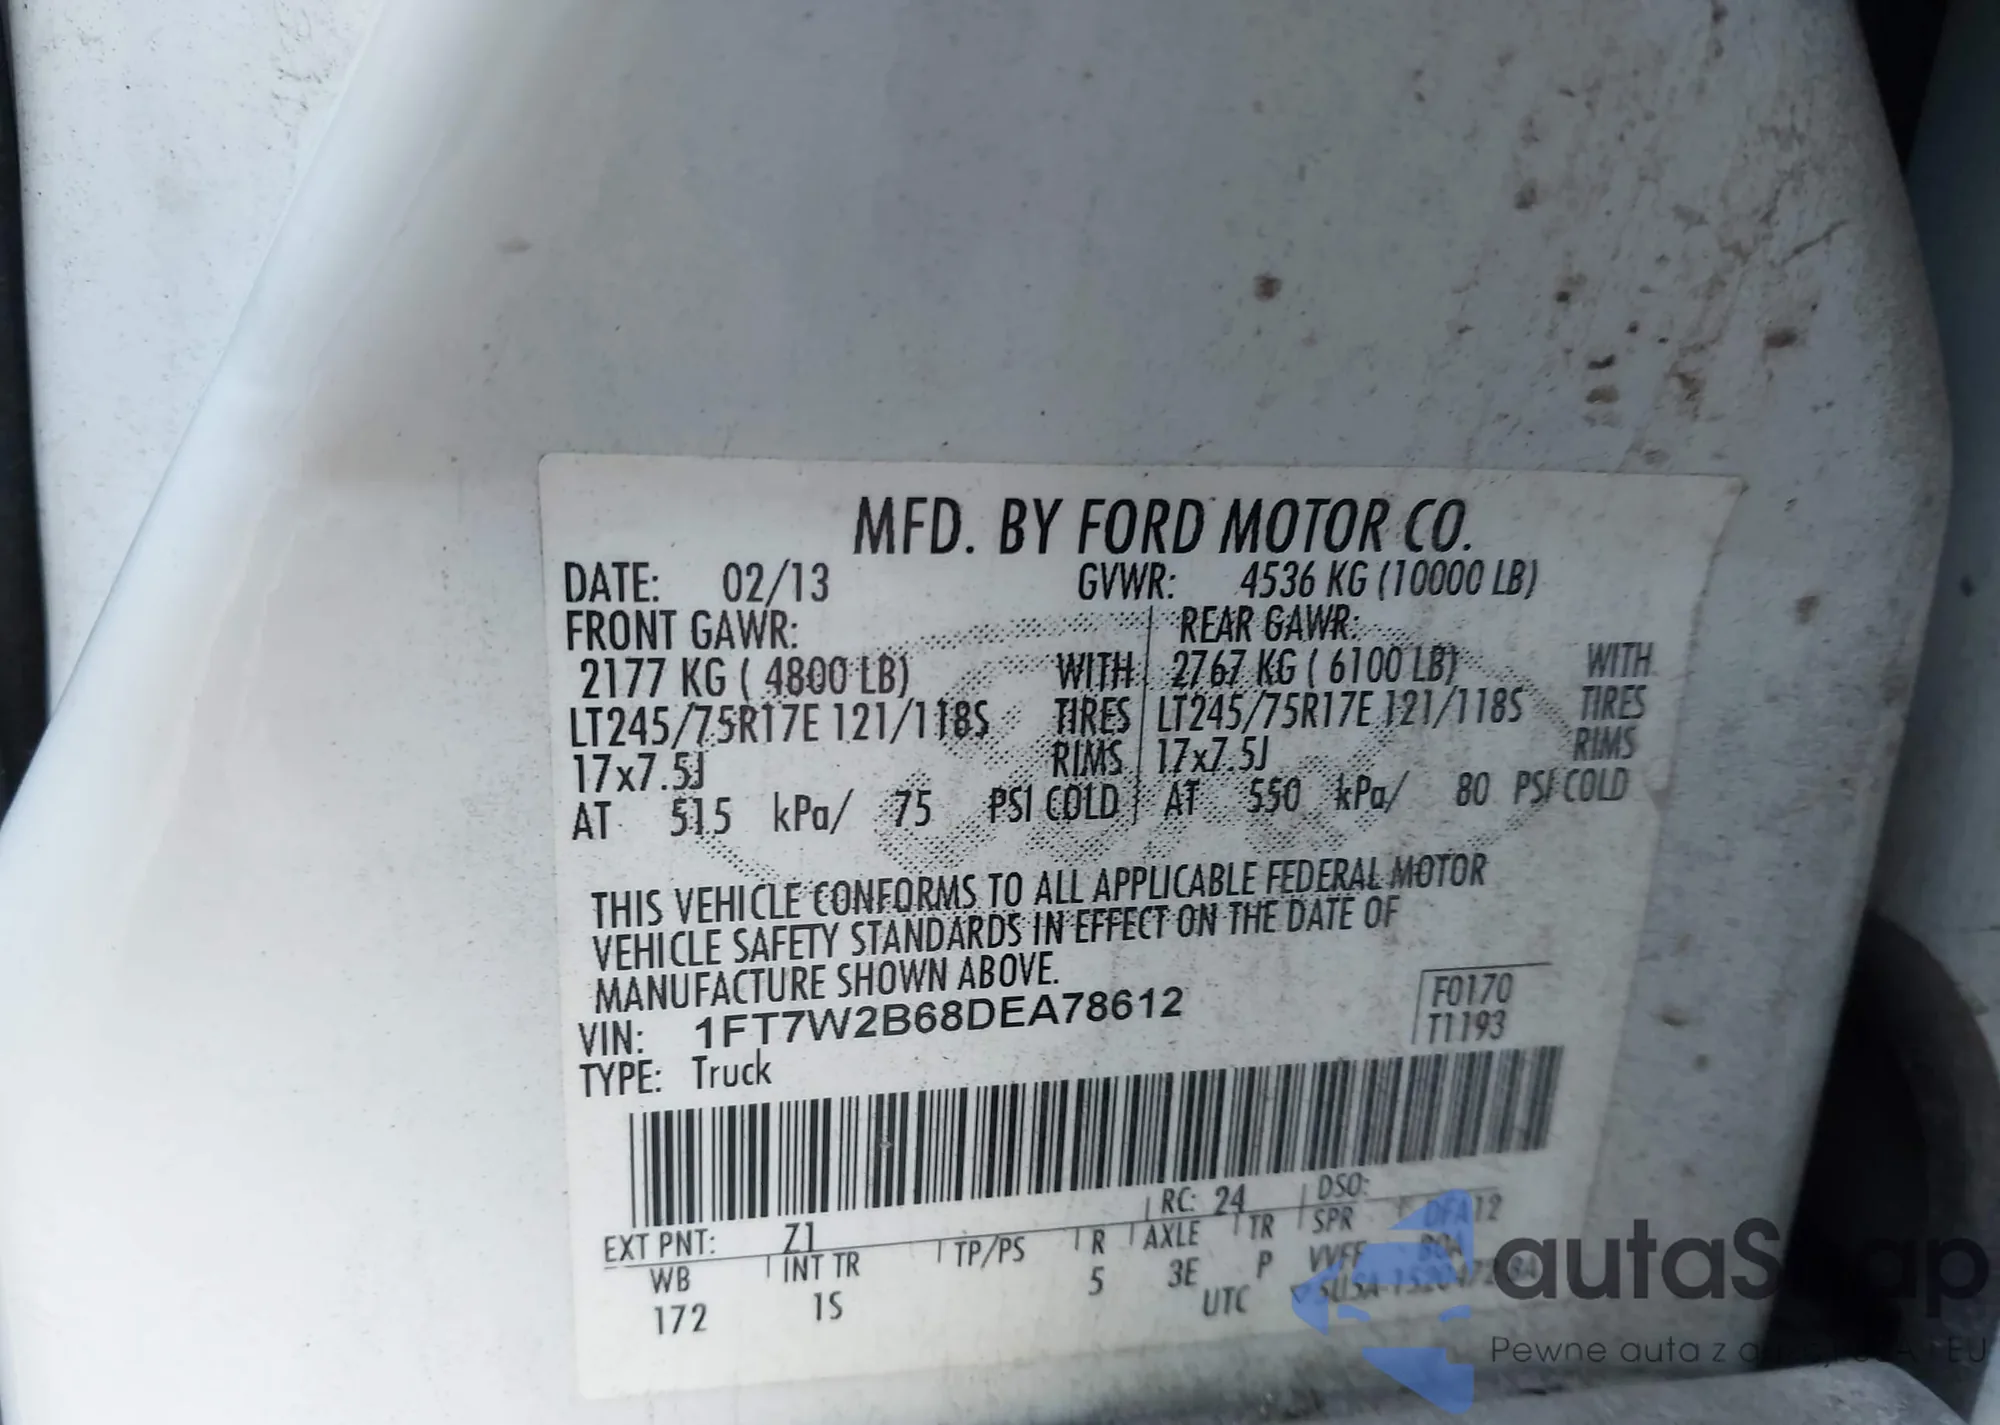 MFD. BY FORD MOTOR CO.
DATE: 02/13 GVWR: 4536 KG (10000 LB)
FRONT GAWR: REAR GAWR:
2177 KG ( 4800 LB) WITH 2767 KG ( 6100 LB) WITH
LT245/75R17E 121/118S TIRES LT245/75R17E 121/118S TIRES
17x7.5J RIMS 17x7.5J RIMS
AT 515 kPa/ 75 PSI COLD AT 550 kPa/ 80 PSI COLD
THIS VEHICLE CONFORMS TO ALL APPLICABLE FEDERAL MOTOR
VEHICLE SAFETY STANDARDS IN EFFECT ON THE DATE OF
MANUFACTURE SHOWN ABOVE.
VIN: 1FT7W2B68DEA78612
F0170
T1193
TYPE: Truck
EXT PNT: Z1 RC: 24 DSO:
WB INT TR TP/PS R AXLE TR SPR DFA12
172 1S 5 3E P VVFF
UTC
autaSnap
Pewne auta z EU